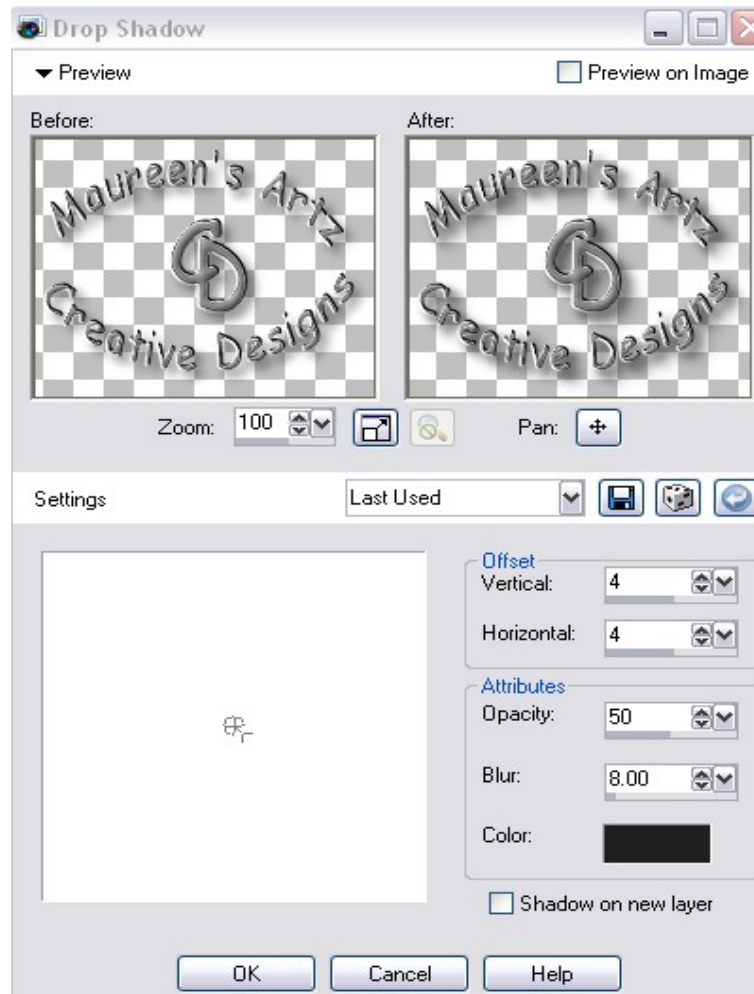 Drop Shadow
Preview
Preview on Image
Before:
After:
Maureen's Artz
CD
Creative Designs
Maureen's Artz
CD
Creative Designs
Zoom: 100
Pan:
Settings
Last Used
Offset
Vertical: 4
Horizontal: 4
Attributes
Opacity: 50
Blur: 8.00
Color:
Shadow on new layer
OK Cancel Help